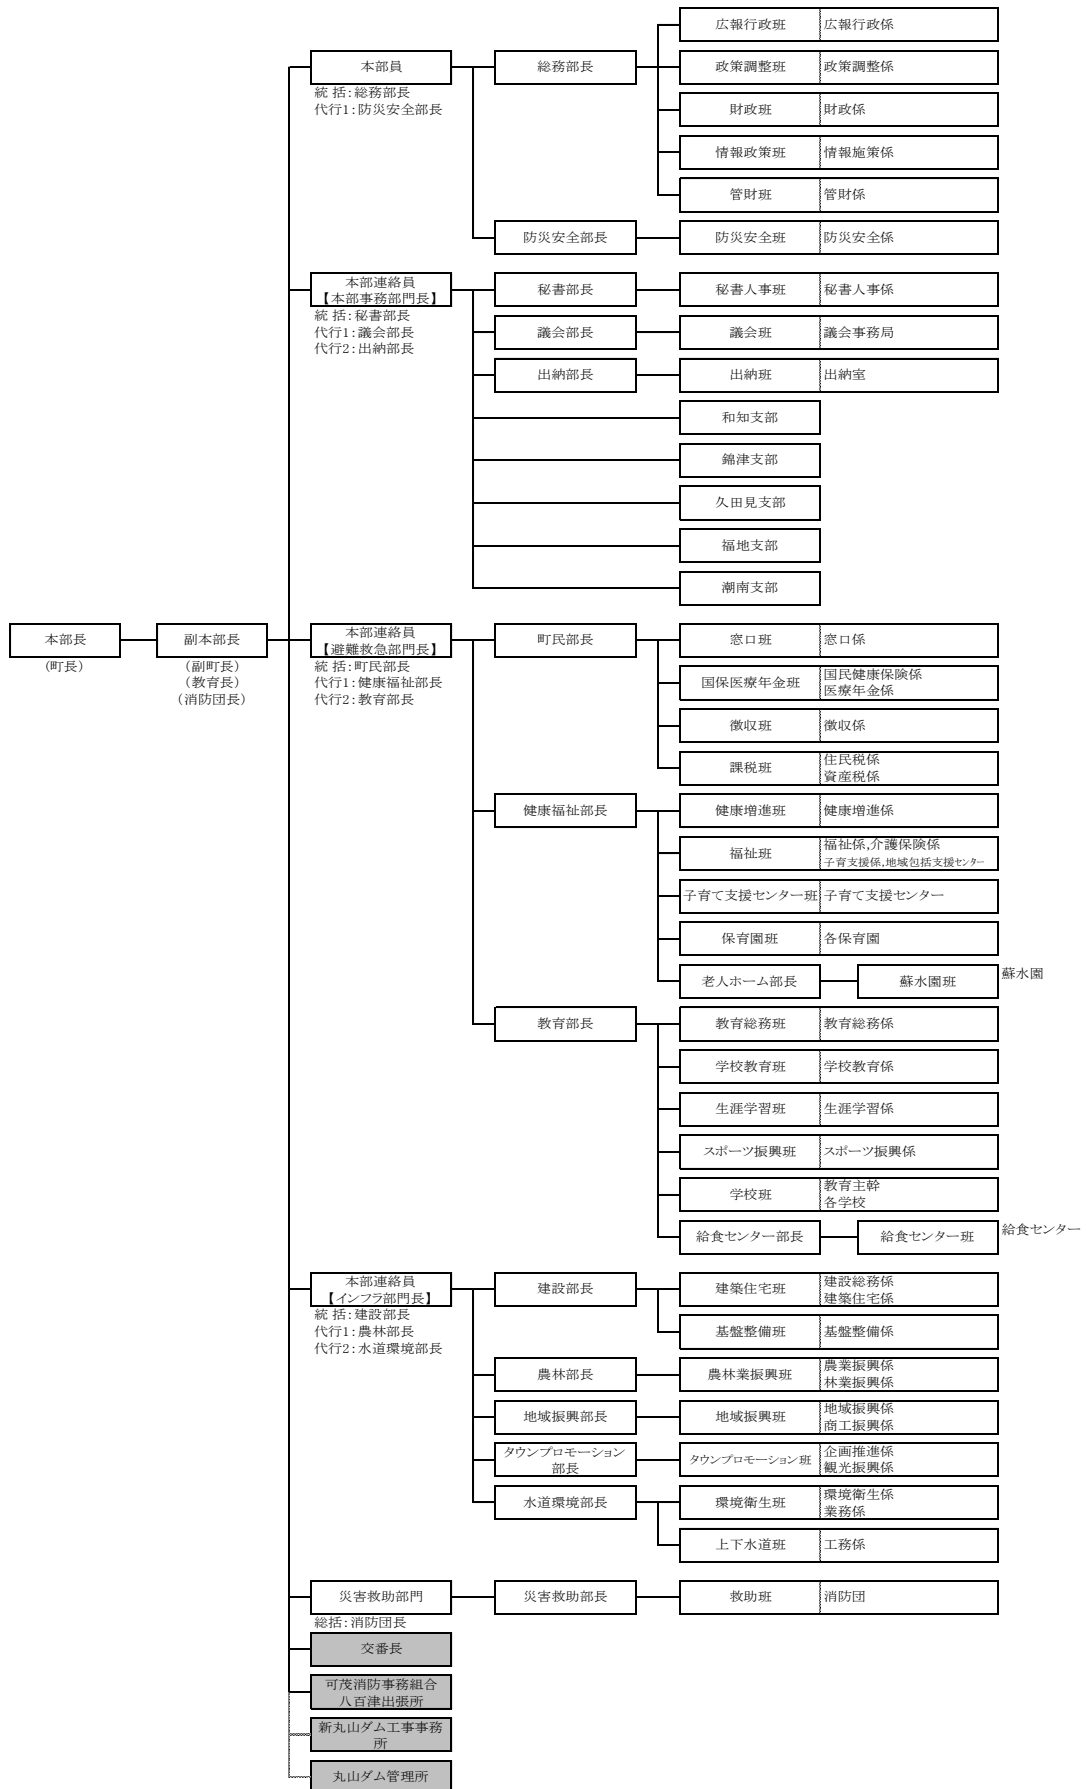 広報行政班 広報行政係
本部員 総務部長 政策調整班 政策調整係
統 括:総務部長
代行1:防災安全部長
財政班 財政係
情報政策班 情報施策係
管財班 管財係
防災安全部長 防災安全班 防災安全係
本部連絡員
【本部事務部門長】
秘書部長 秘書人事班 秘書人事係
統 括:秘書部長
代行1:議会部長
代行2:出納部長
議会部長 議会班 議会事務局
出納部長 出納班 出納室
和知支部
錦津支部
久田見支部
福地支部
潮南支部
本部長
(町長)
副本部長
(副町長)
(教育長)
(消防団長)
本部連絡員
【避難救急部門長】
統 括:町民部長
代行1:健康福祉部長
代行2:教育部長
町民部長 窓口班 窓口係
国保医療年金班 国民健康保険係
医療年金係
徴収班 徴収係
課税班 住民税係
資産税係
健康福祉部長 健康増進班 健康増進係
福祉班 福祉係,介護保険係
子育支援係,地域包括支援センター
子育て支援センター班 子育て支援センター
保育園班 各保育園
老人ホーム部長 蘇水園班 蘇水園
教育部長 教育総務班 教育総務係
学校教育班 学校教育係
生涯学習班 生涯学習係
スポーツ振興班 スポーツ振興係
学校班 教育主幹
各学校
給食センター部長 給食センター班 給食センター
本部連絡員
【インフラ部門長】
統 括:建設部長
代行1:農林部長
代行2:水道環境部長
建設部長 建築住宅班 建設総務係
建築住宅係
基盤整備班 基盤整備係
農林部長 農林業振興班 農業振興係
林業振興係
地域振興部長 地域振興班 地域振興係
商工振興係
タウンプロモーション
部長
タウンプロモーション班 企画推進係
観光振興係
水道環境部長 環境衛生班 環境衛生係
業務係
上下水道班 工務係
災害救助部門 災害救助部長 救助班 消防団
総括:消防団長
交番長
可茂消防事務組合
八百津出張所
新丸山ダム工事事務
所
丸山ダム管理所